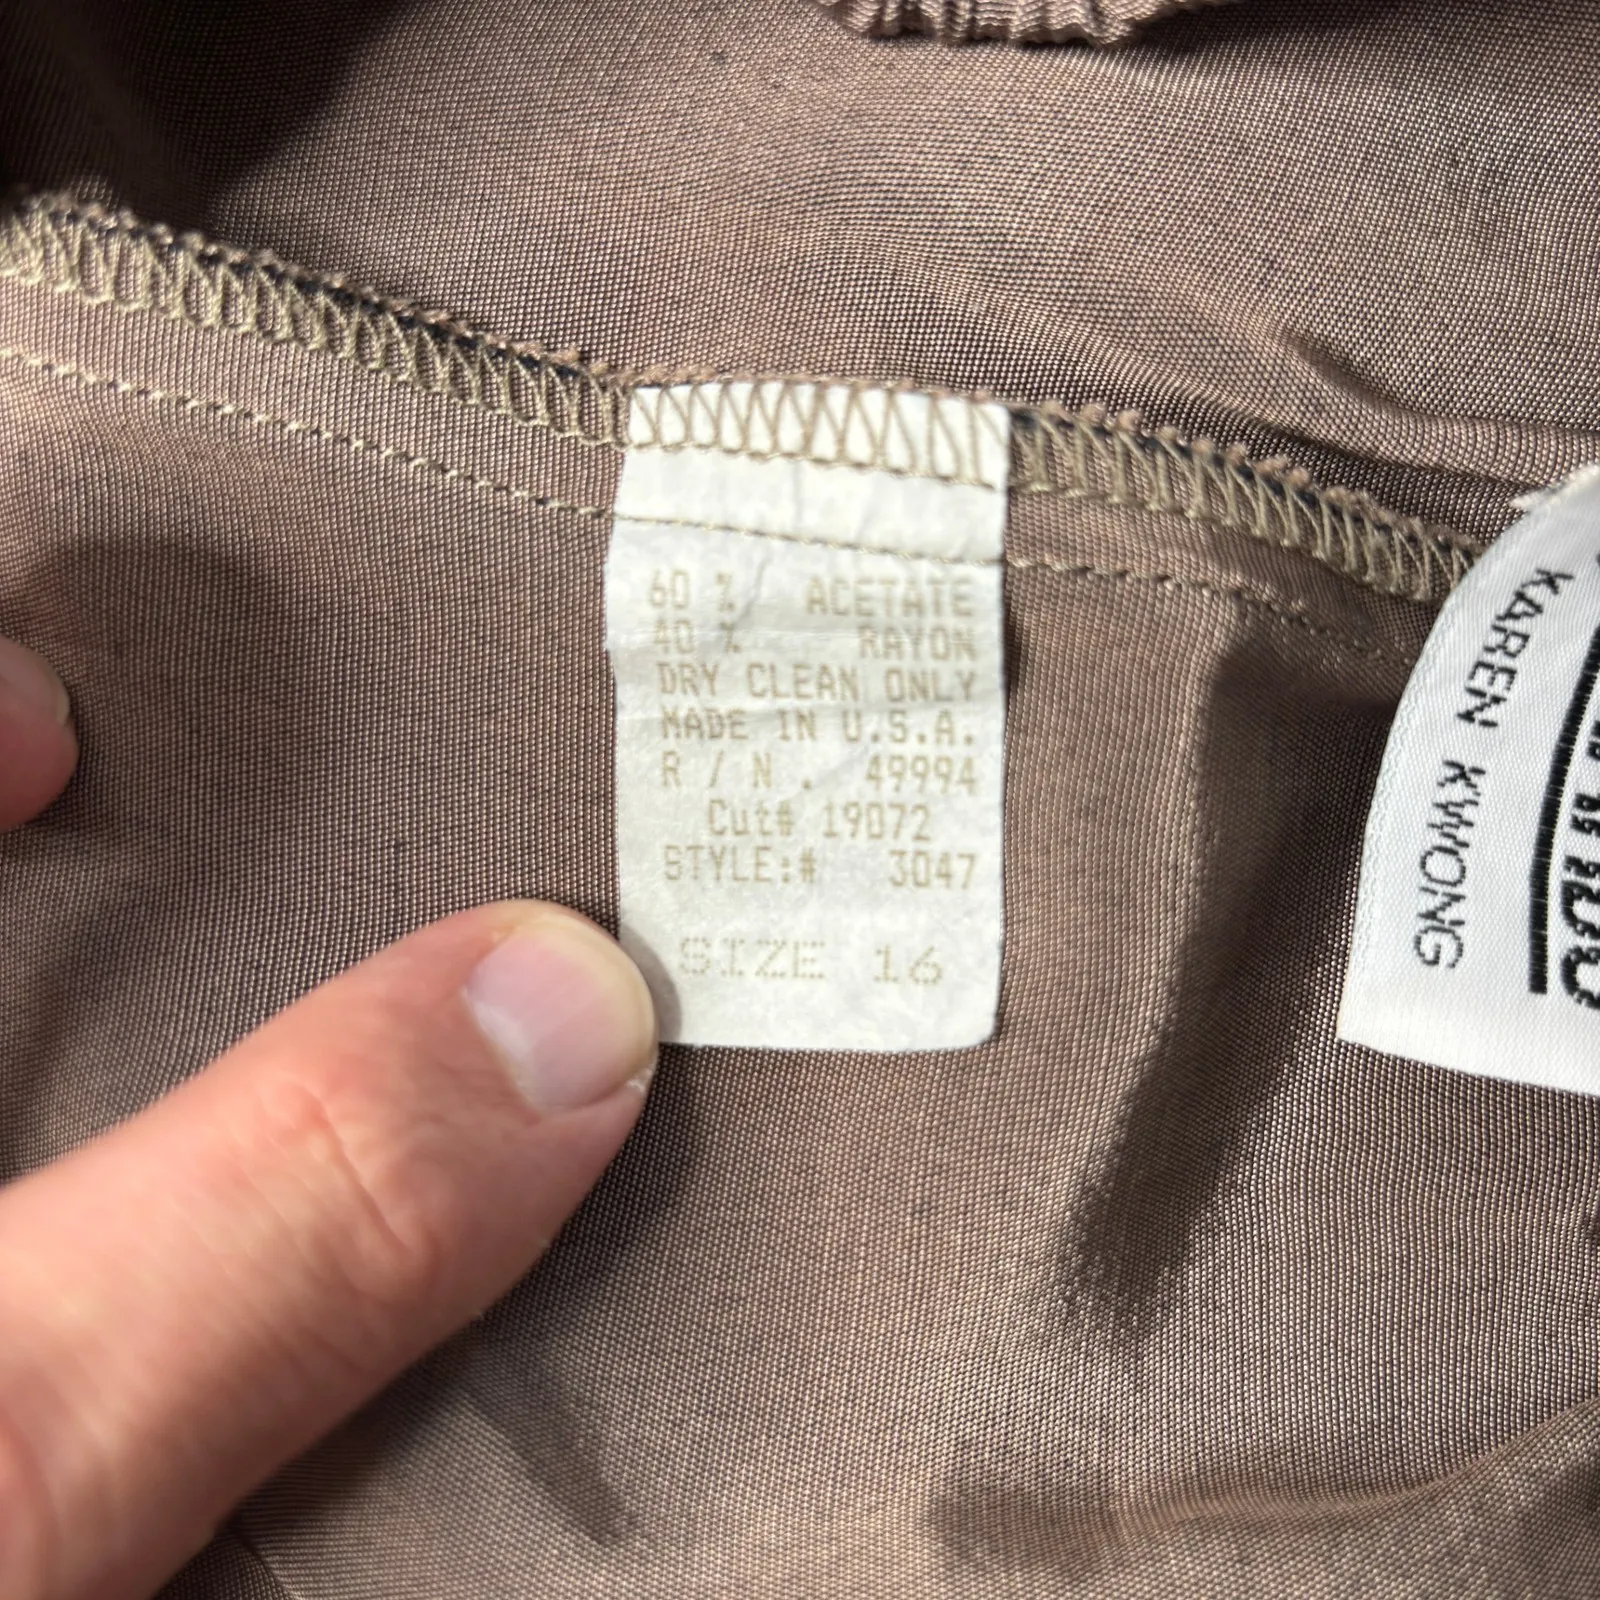 60 % ACETATE
40 % RAYON
DRY CLEAN ONLY
MADE IN U.S.A.
R / N . 49994
Cut# 19072
STYLE:# 3047
SIZE 16
KAREN KWONG